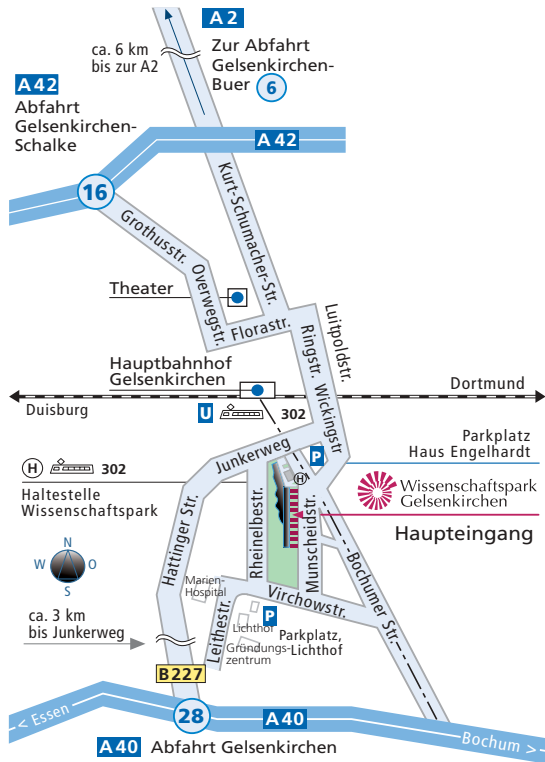 A 2
ca. 6 km
bis zur A2
Zur Abfahrt
Gelsenkirchen-
Buer 6
A 42
Abfahrt
Gelsenkirchen-
Schalke
A 42
16
Kurt-Schumacher-Str.
Grothusstr.
Overwegstr.
Theater
Florastr.
Luitpoldstr.
Ringstr.
Wickingstr
Hauptbahnhof
Gelsenkirchen
Dortmund
Duisburg
U 302
Junkerweg
P
Parkplatz
Haus Engelhardt
H 302
Haltestelle
Wissenschaftspark
H
Wissenschaftspark
Gelsenkirchen
Haupteingang
Hattinger Str.
Rheinelbestr.
Munscheidstr.
Bochumer Str.
N
W O
S
Marien-
Hospital
Virchowstr.
ca. 3 km
bis Junkerweg
Leithestr.
P
Lichthof
Parkplatz,
Lichthof
Gründungs-
zentrum
B227
< Essen
28
A 40
Bochum >
A 40 Abfahrt Gelsenkirchen